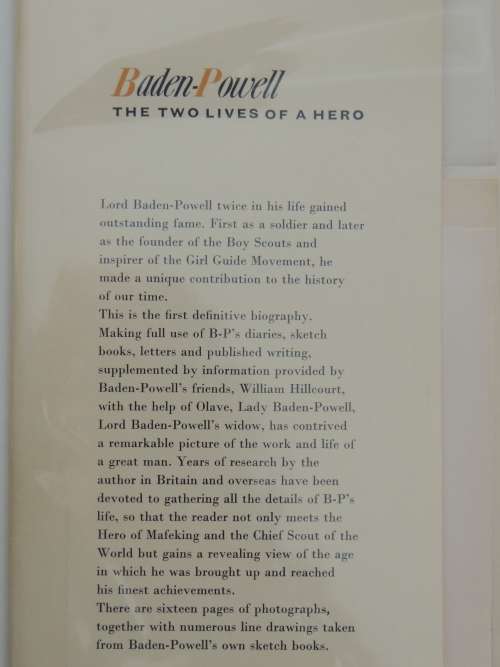 Baden-Powell
THE TWO LIVES OF A HERO
Lord Baden-Powell twice in his life gained
outstanding fame. First as a soldier and later
as the founder of the Boy Scouts and
inspirer of the Girl Guide Movement, he
made a unique contribution to the history
of our time.
This is the first definitive biography.
Making full use of B-P's diaries, sketch
books, letters and published writing,
supplemented by information provided by
Baden-Powell's friends, William Hillcourt,
with the help of Olave, Lady Baden-Powell,
Lord Baden-Powell's widow, has contrived
a remarkable picture of the work and life of
a great man. Years of research by the
author in Britain and overseas have been
devoted to gathering all the details of B-P's
life, so that the reader not only meets the
Hero of Mafeking and the Chief Scout of the
World but gains a revealing view of the age
in which he was brought up and reached
his finest achievements.
There are sixteen pages of photographs,
together with numerous line drawings taken
from Baden-Powell's own sketch books.